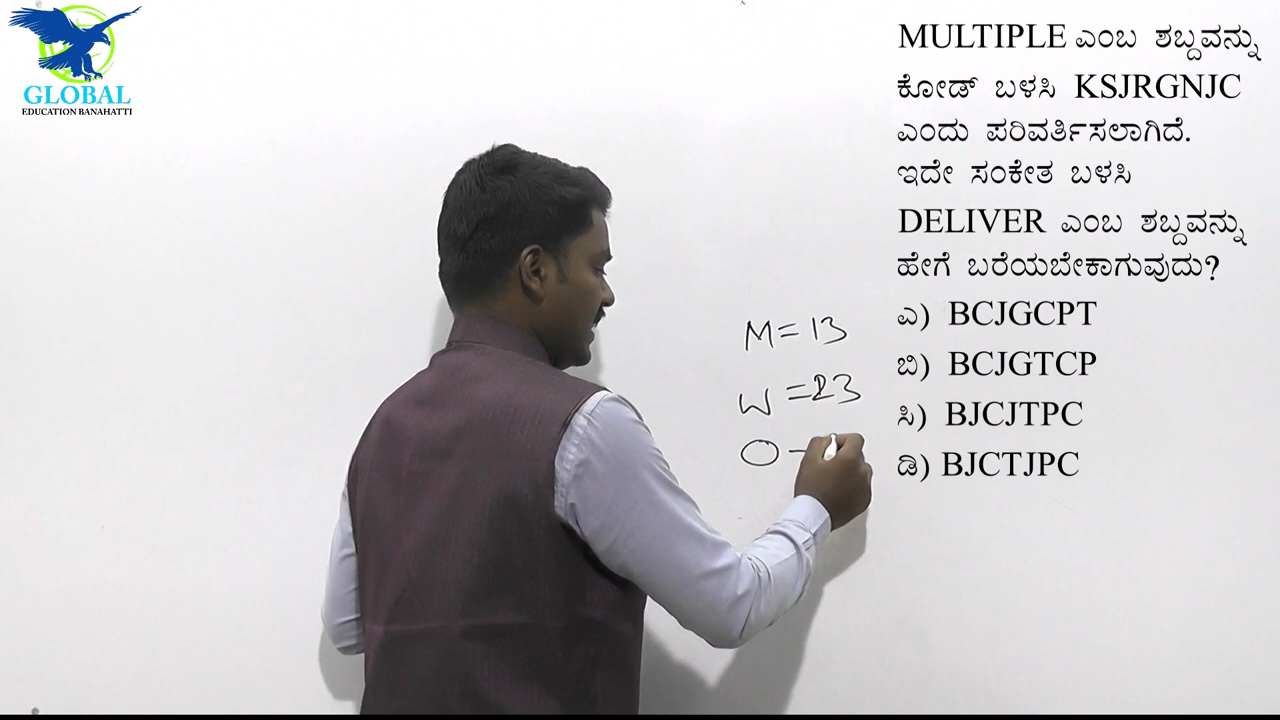 GLOBAL
EDUCATION BANAHATTI
MULTIPLE ಎಂಬ ಶಬ್ದವನ್ನು
ಕೋಡ್ ಬಳಸಿ KSJRGNJC
ಎಂದು ಪರಿವರ್ತಿಸಲಾಗಿದೆ.
ಇದೇ ಸಂಕೇತ ಬಳಸಿ
DELIVER ಎಂಬ ಶಬ್ದವನ್ನು
ಹೇಗೆ ಬರೆಯಬೇಕಾಗುವುದು?
ಎ) BCJGCPT
ಬಿ) BCJGTCP
ಸಿ) BJCJTPC
ಡಿ) BJCTJPC
M=13
W=23
O-